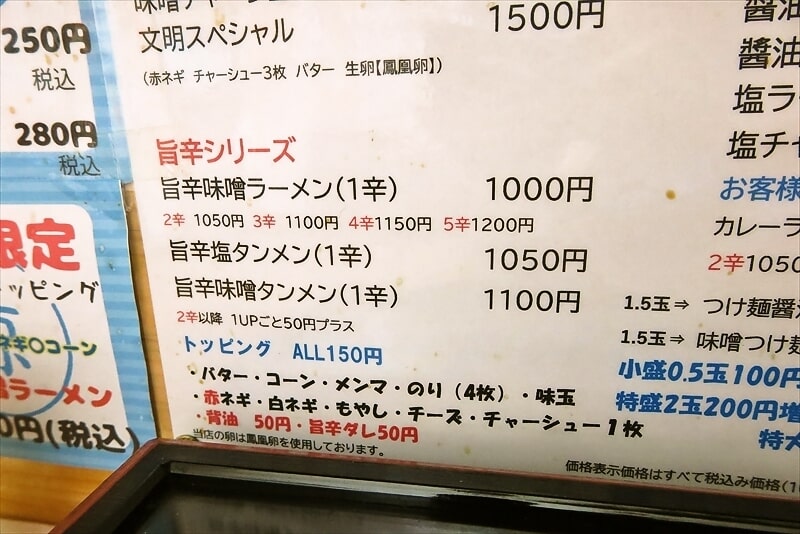 250円
税込
280円
税込
限定
ッピング
ネギ〇コーン
ラーメン
0円(税込)
1500円
文明スペシャル
(赤ネギ チャーシュー3枚 バター 生卵【鳳凰卵】)
旨辛シリーズ
旨辛味噌ラーメン(1辛) 1000円
2辛 1050円 3辛 1100円 4辛1150円 5辛1200円
旨辛塩タンメン(1辛) 1050円
旨辛味噌タンメン(1辛) 1100円
2辛以降 1UPごと50円プラス
トッピング ALL150円
・バター・コーン・メンマ・のり(4枚)・味玉
・赤ネギ・白ネギ・もやし・チーズ・チャーシュー1枚
・背油 50円・旨辛ダレ50円
当店の卵は鳳凰卵を使用しております。
醤油
醬油
塩ラ
塩チ
お客様
カレーラ
2辛1050
1.5玉⇒ つけ麺醬
1.5玉⇒ 味噌つけ
小盛0.5玉100円
特盛2玉200円増
特
価格表示価格はすべて税込み価格(1